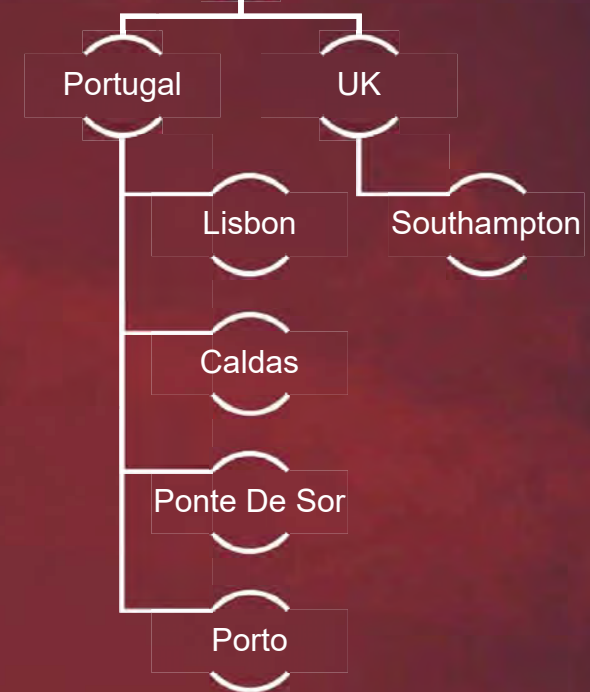 Portugal
UK
Lisbon
Southampton
Caldas
Ponte De Sor
Porto